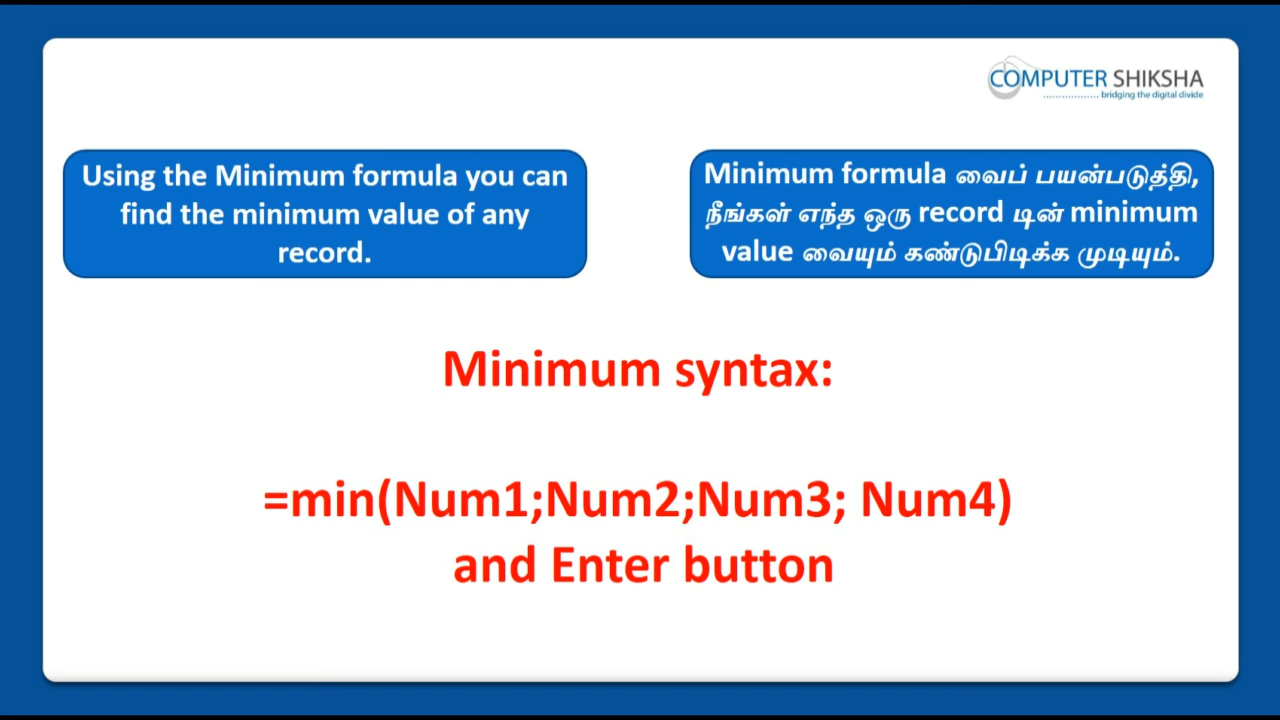 COMPUTER SHIKSHA
bridging the digital divide
Using the Minimum formula you can
find the minimum value of any
record.
Minimum formula வைப் பயன்படுத்தி,
நீங்கள் எந்த ஒரு record டின் minimum
value வையும் கண்டுபிடிக்க முடியும்.
Minimum syntax:
=min(Num1;Num2;Num3; Num4)
and Enter button